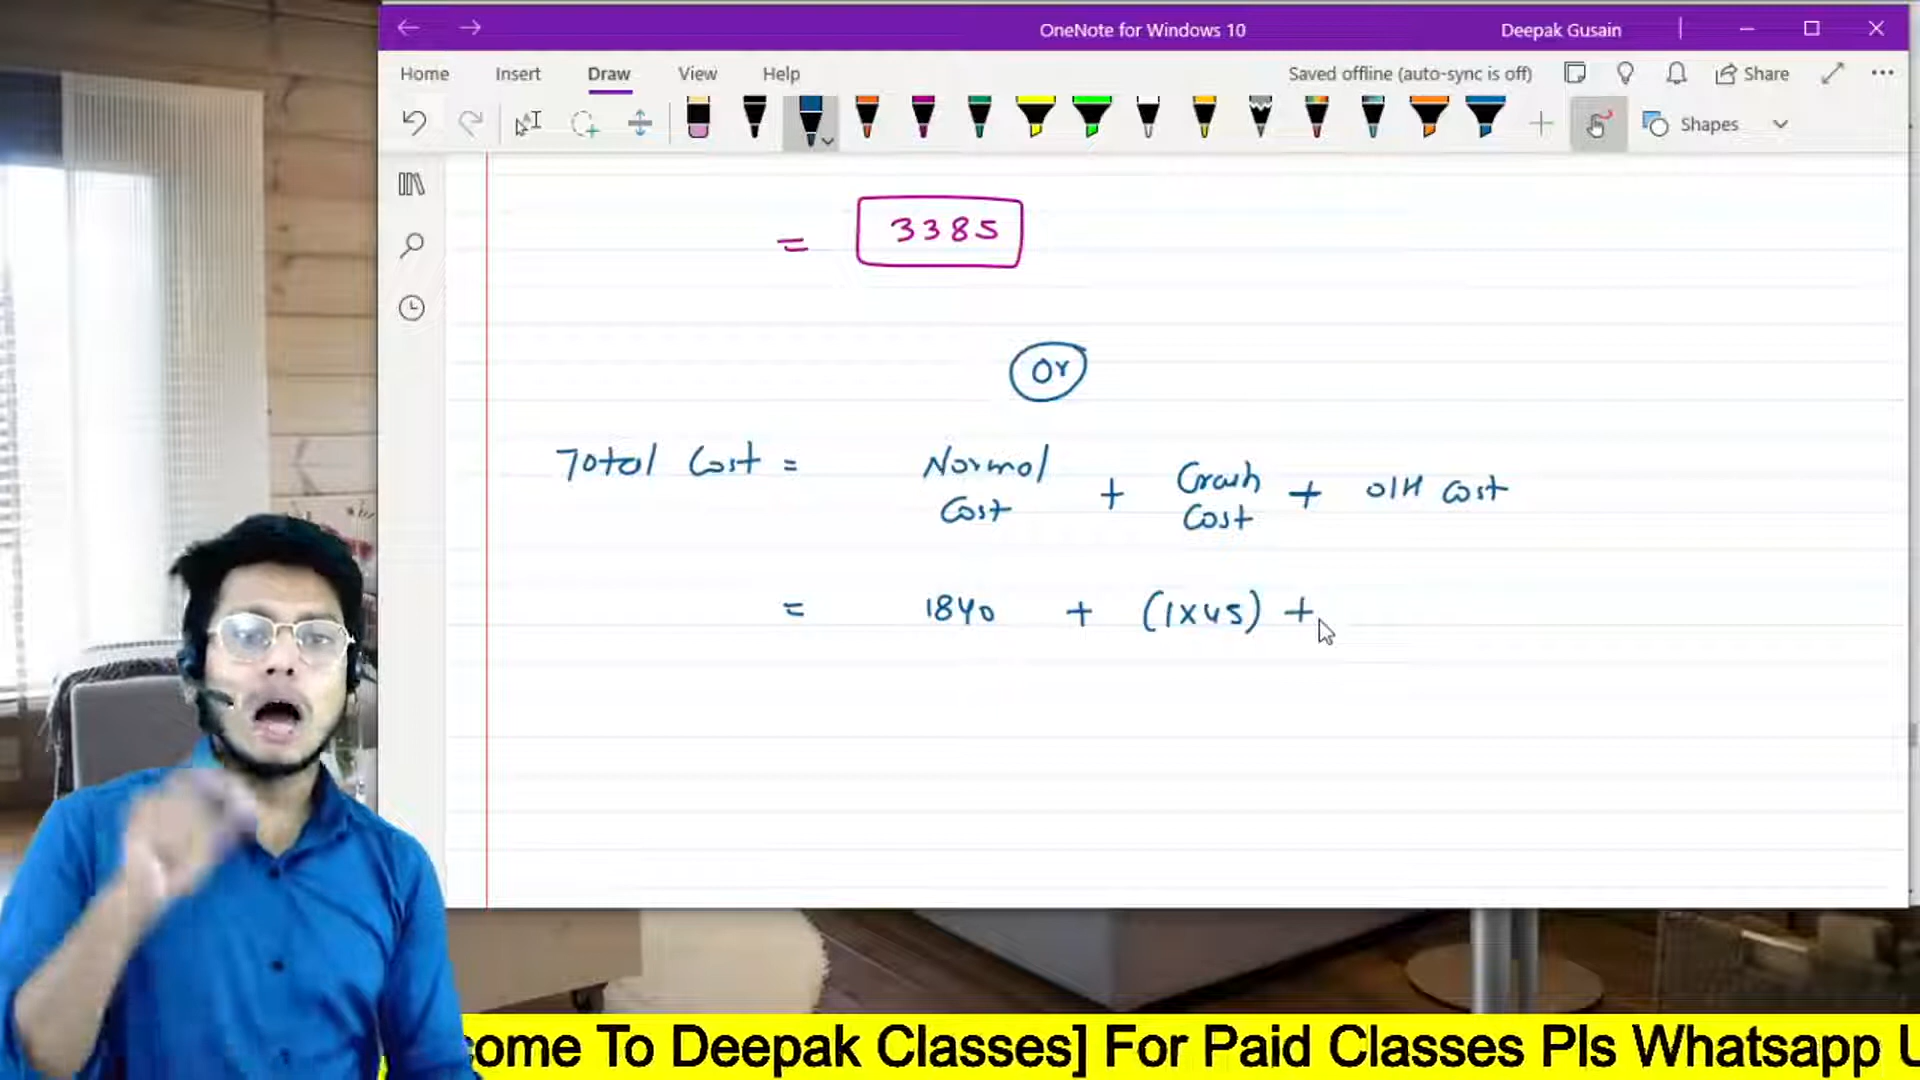 OneNote for Windows 10
Deepak Gusain
Home Insert Draw View Help
Saved offline (auto-sync is off)
Share
Shapes
= 3385
Or
Total Cost = Normal Cost + Crash Cost + O/H Cost
= 1840 + (1x45) +
come To Deepak Classes] For Paid Classes Pls Whatsapp U